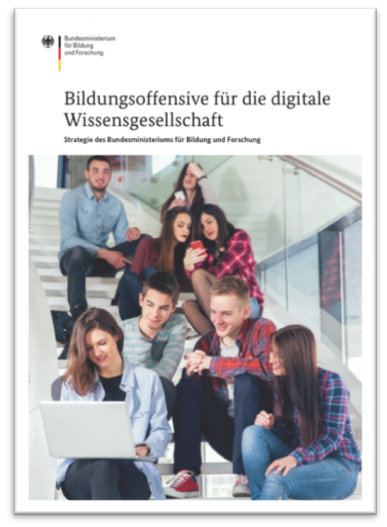 Bundesministerium
für Bildung
und Forschung
Bildungsoffensive für die digitale
Wissensgesellschaft
Strategie des Bundesministeriums für Bildung und Forschung